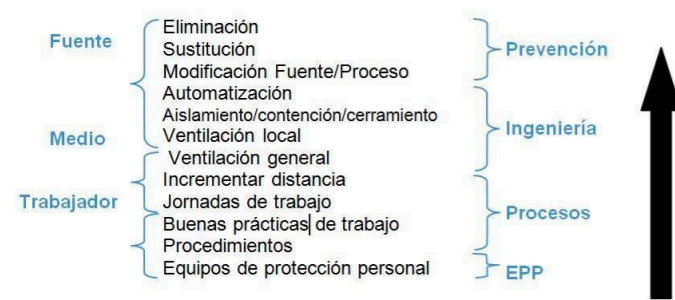 Fuente
Medio
Trabajador
Eliminación
Sustitución
Modificación Fuente/Proceso
Automatización
Aislamiento/contención/cerramiento
Ventilación local
Ventilación general
Incrementar distancia
Jornadas de trabajo
Buenas prácticas de trabajo
Procedimientos
Equipos de protección personal
Prevención
Ingeniería
Procesos
EPP